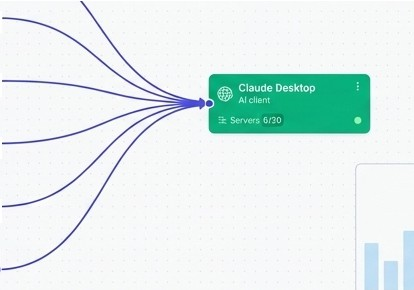 Claude Desktop
AI client
Servers 6/30